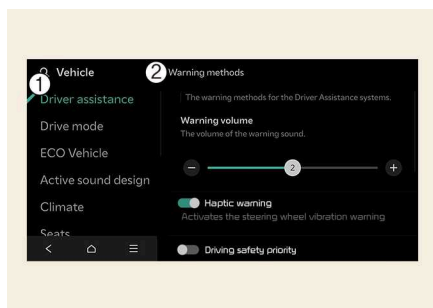 Vehicle
1
2 Warning methods
Driver assistance
The warning methods for the Driver Assistance systems.
Drive mode
Warning volume
The volume of the warning sound.
ECO Vehicle
2
Active sound design
Climate
Haptic warning
Activates the steering wheel vibration warning
Seats
Driving safety priority